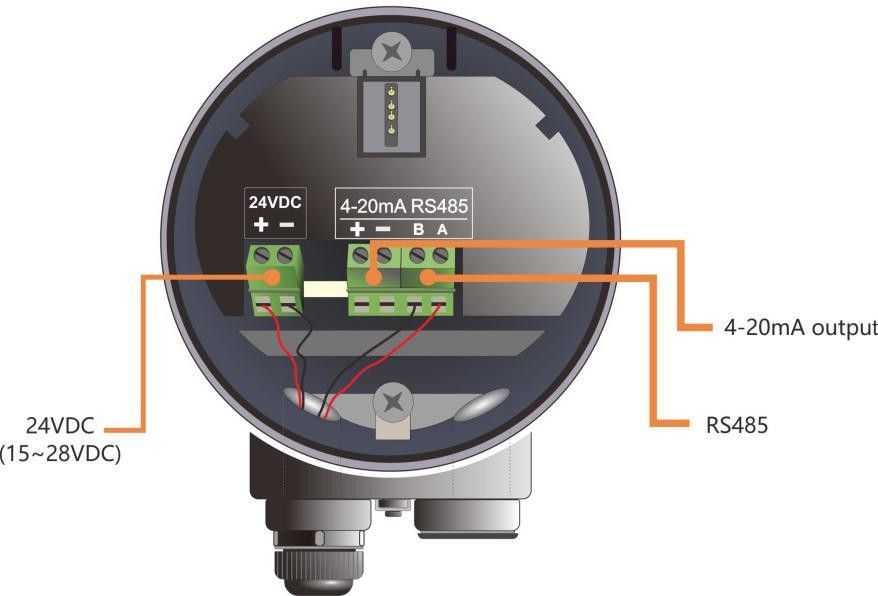 24VDC
+ −
4-20mA RS485
+ − B A
4-20mA output
24VDC
(15~28VDC)
RS485